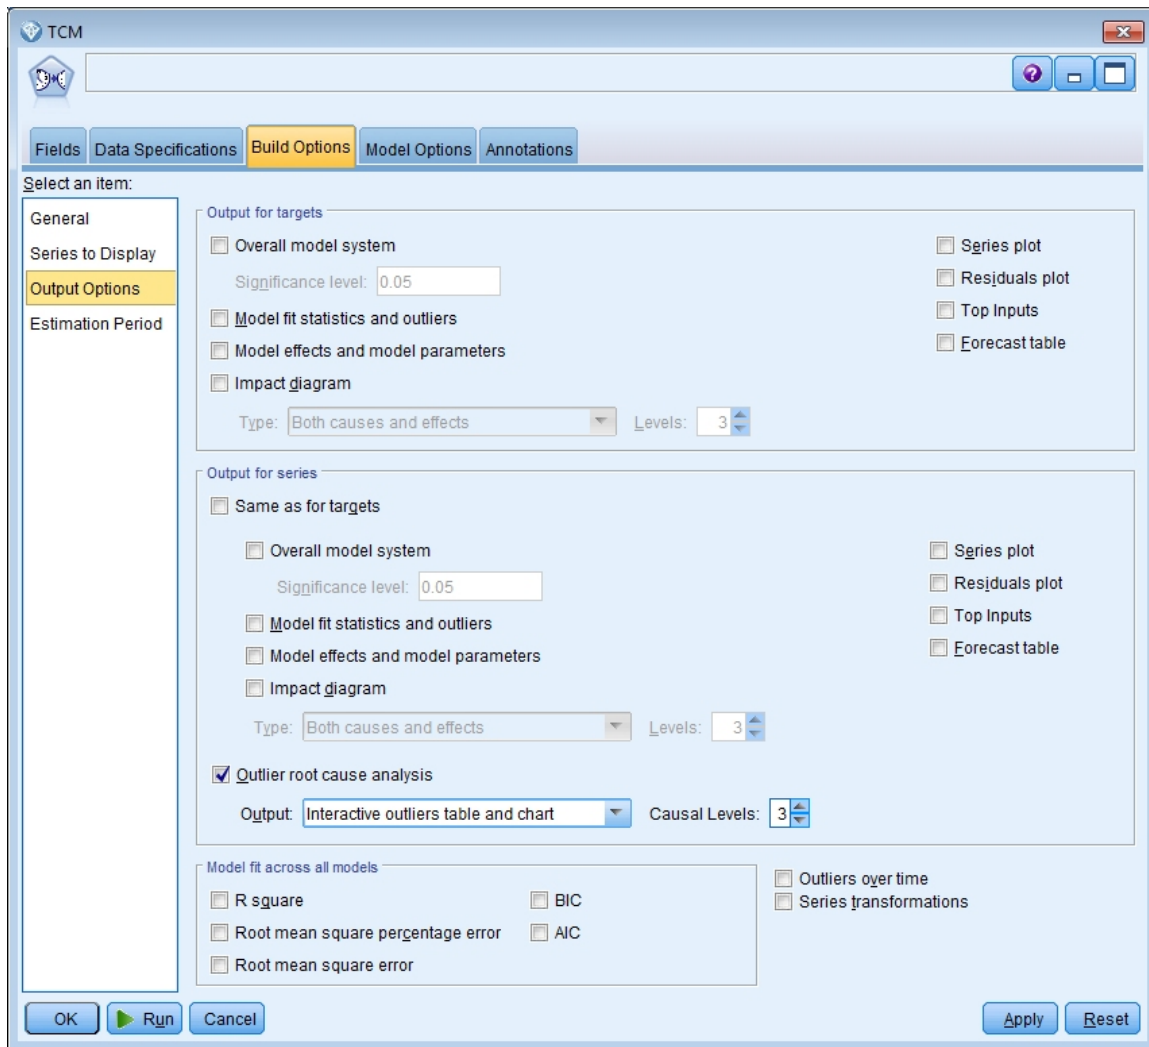 TCM
Fields Data Specifications Build Options Model Options Annotations
Select an item:
General
Series to Display
Output Options
Estimation Period
Output for targets
Overall model system
Significance level: 0.05
Model fit statistics and outliers
Model effects and model parameters
Impact diagram
Type: Both causes and effects Levels: 3
Series plot
Residuals plot
Top Inputs
Forecast table
Output for series
Same as for targets
Overall model system
Significance level: 0.05
Model fit statistics and outliers
Model effects and model parameters
Impact diagram
Type: Both causes and effects Levels: 3
Series plot
Residuals plot
Top Inputs
Forecast table
Outlier root cause analysis
Output: Interactive outliers table and chart Causal Levels: 3
Model fit across all models
R square
Root mean square percentage error
Root mean square error
BIC
AIC
Outliers over time
Series transformations
OK Run Cancel Apply Reset